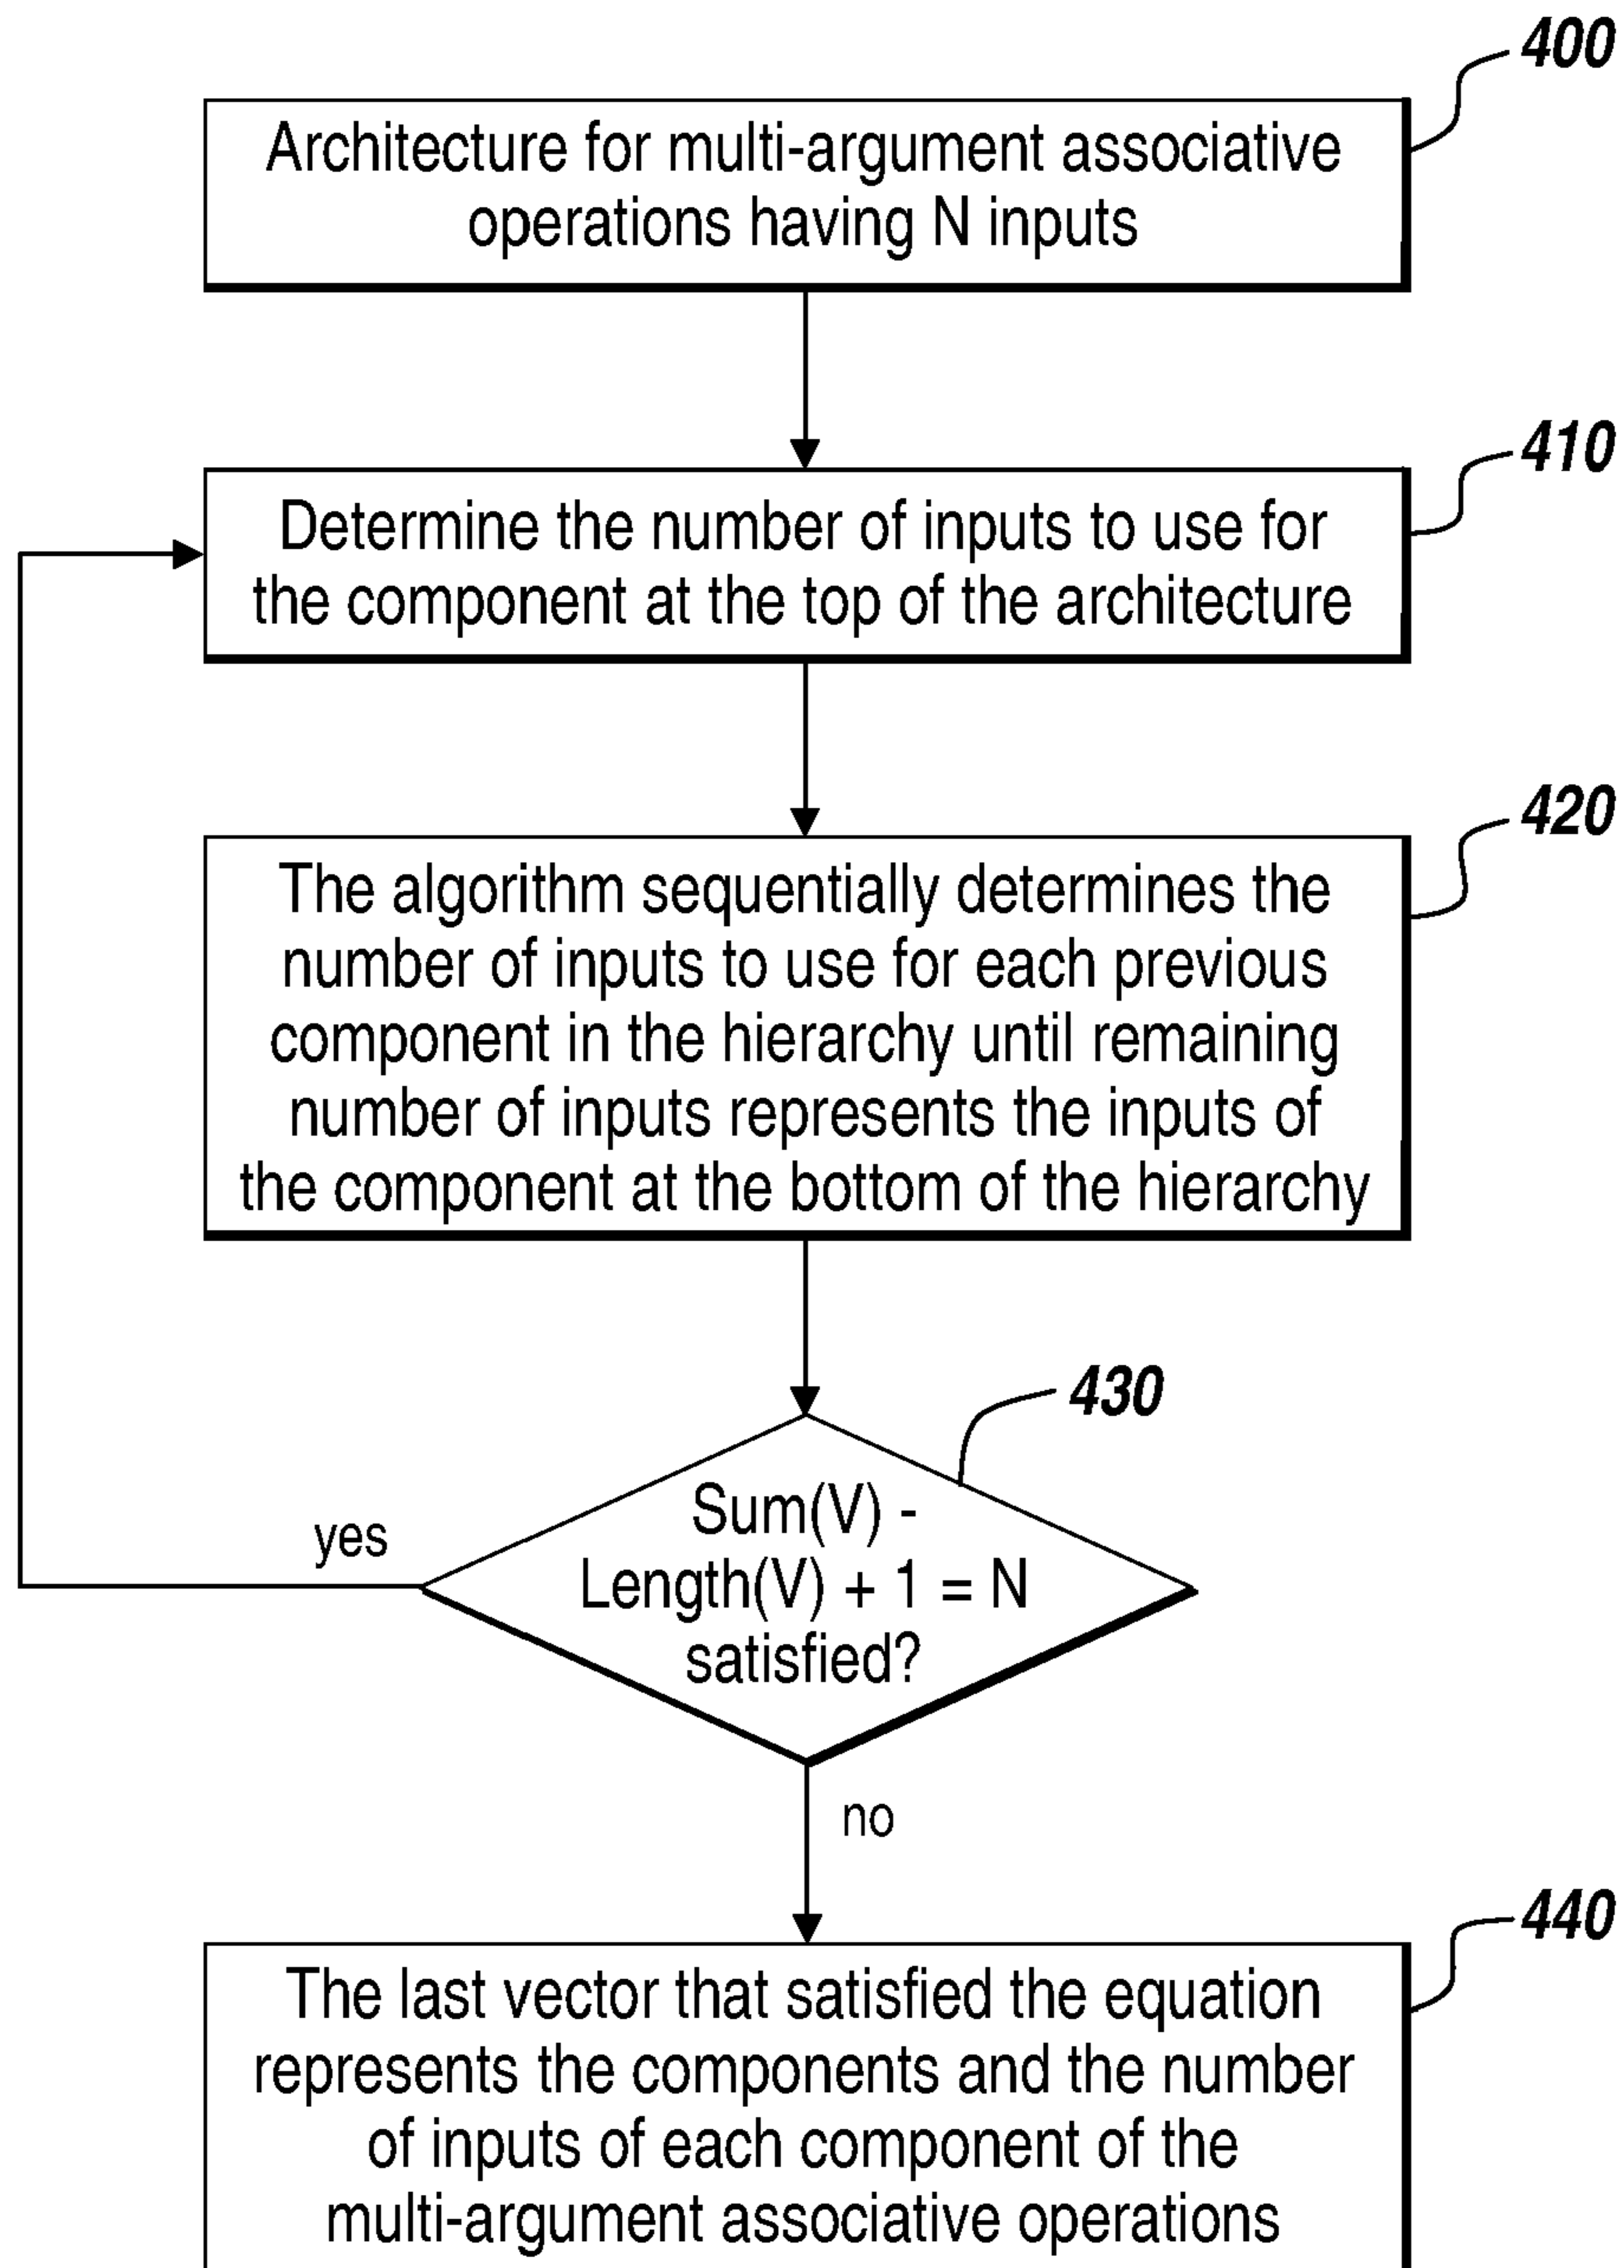 400
Architecture for multi-argument associative
operations having N inputs
410
Determine the number of inputs to use for
the component at the top of the architecture
420
The algorithm sequentially determines the
number of inputs to use for each previous
component in the hierarchy until remaining
number of inputs represents the inputs of
the component at the bottom of the hierarchy
430
Sum(V) -
Length(V) + 1 = N
satisfied?
yes
no
440
The last vector that satisfied the equation
represents the components and the number
of inputs of each component of the
multi-argument associative operations